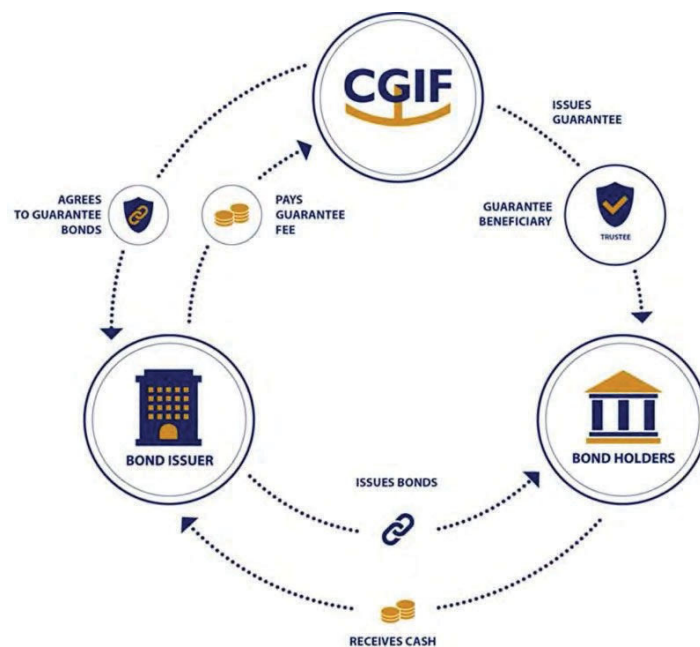 CGIF
ISSUES
GUARANTEE
AGREES
TO GUARANTEE
BONDS
PAYS
GUARANTEE
FEE
GUARANTEE
BENEFICIARY
TRUSTEE
BOND ISSUER
BOND HOLDERS
ISSUES BONDS
RECEIVES CASH